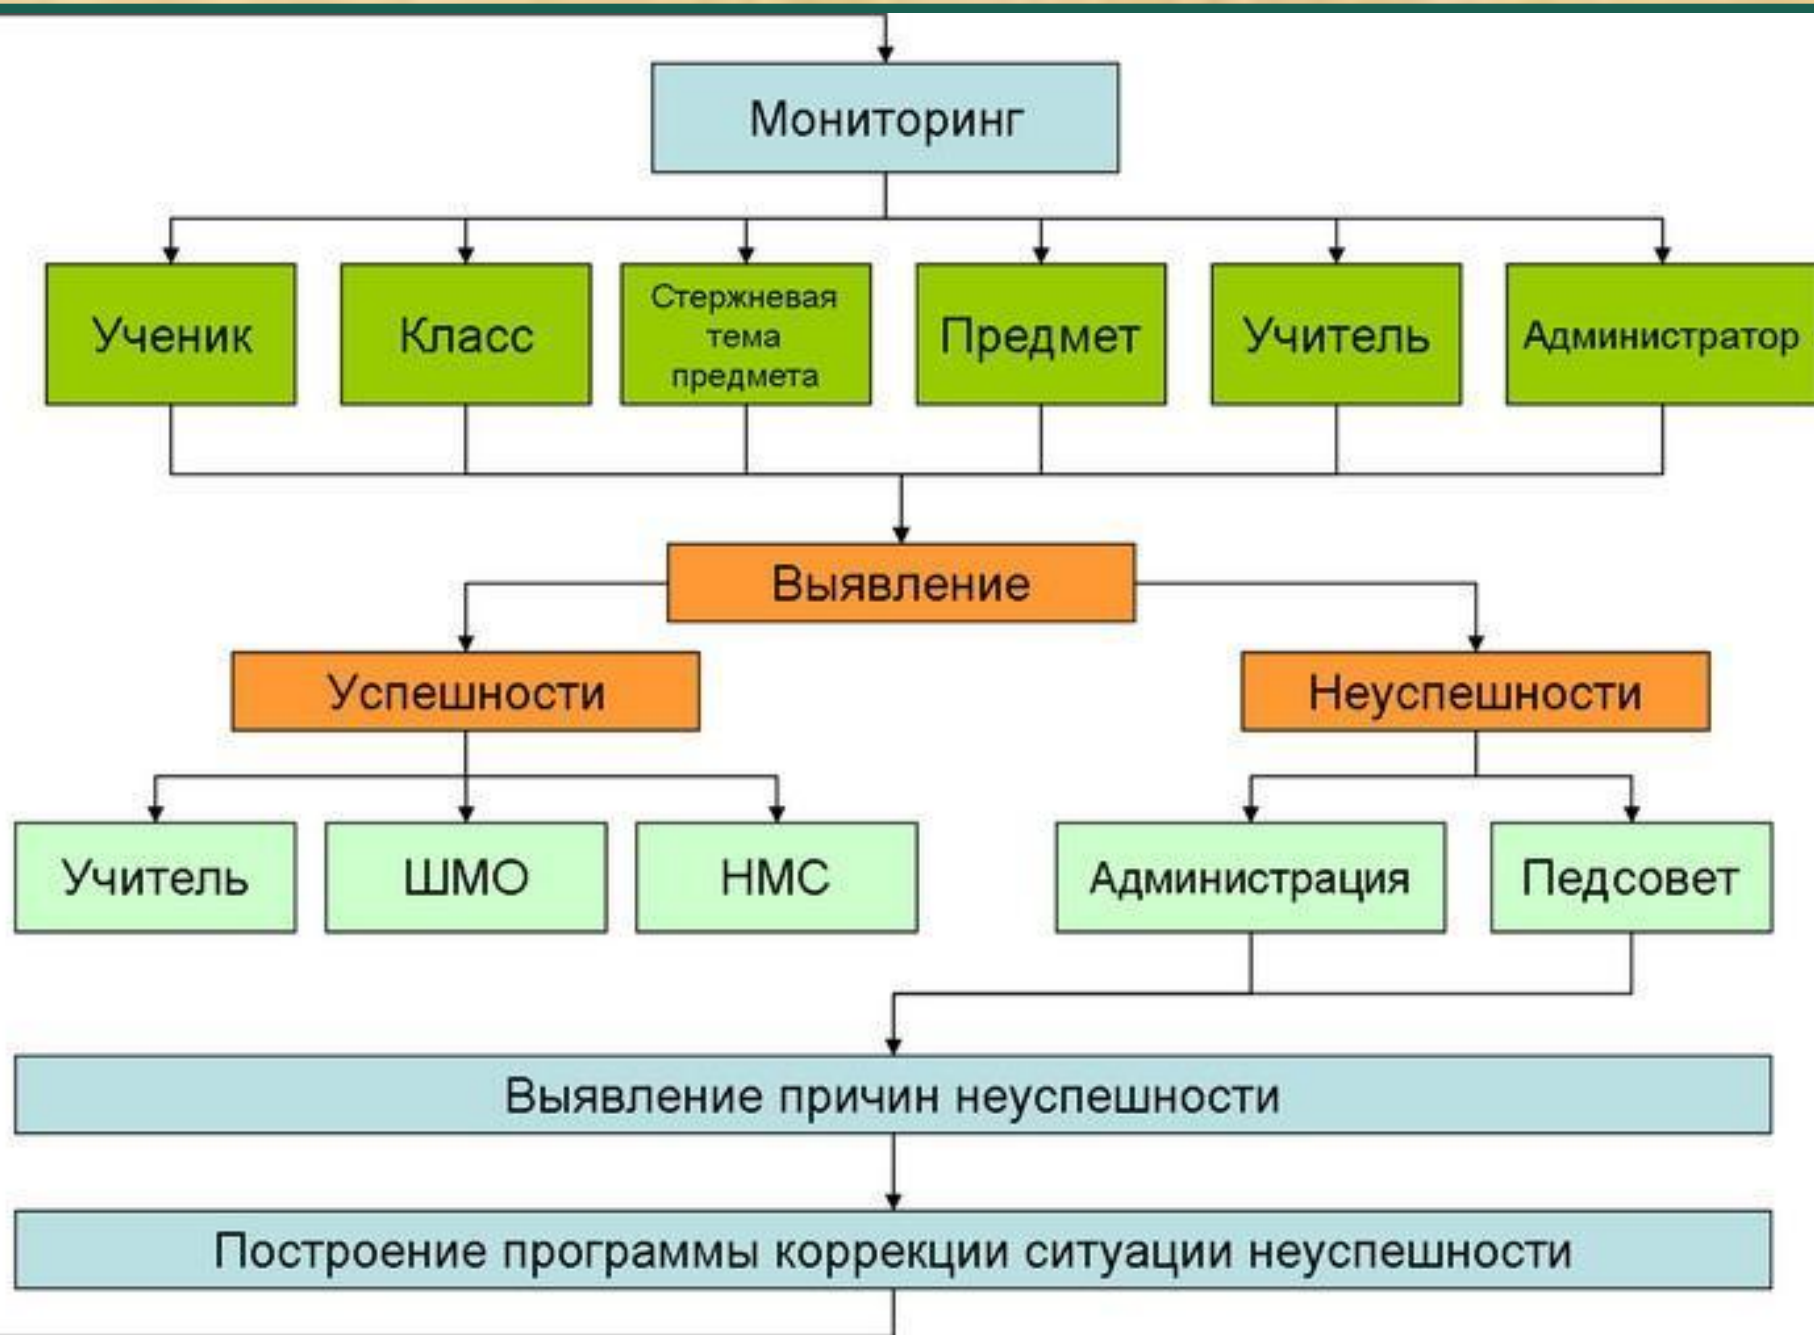 Мониторинг
Ученик
Класс
Стержневая
тема
предмета
Предмет
Учитель
Администратор
Выявление
Успешности
Неуспешности
Учитель
ШМО
НМС
Администрация
Педсовет
Выявление причин неуспешности
Построение программы коррекции ситуации неуспешности